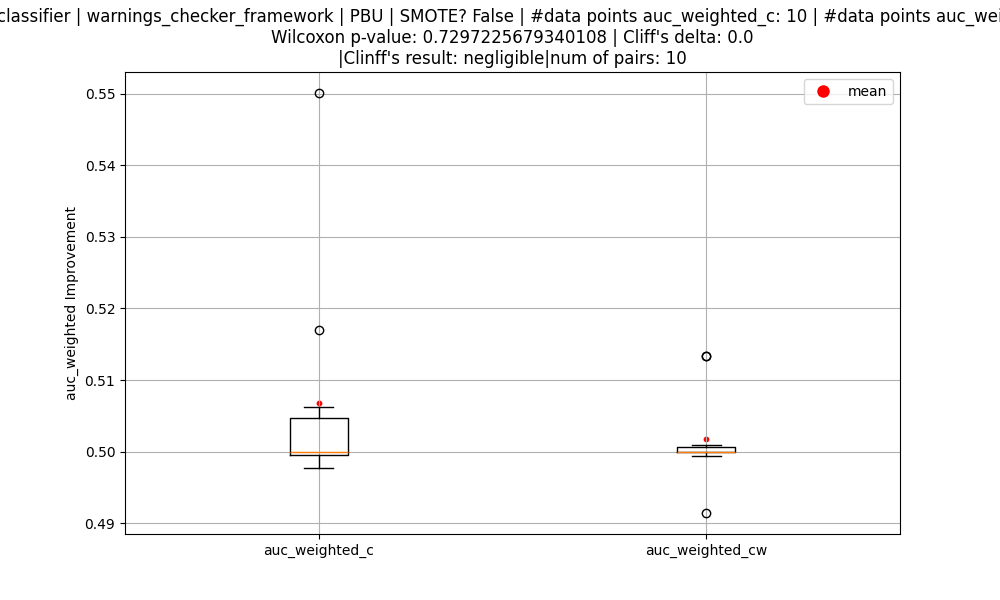 classifier | warnings_checker_framework | PBU | SMOTE? False | #data points auc_weighted_c: 10 | #data points auc_wei
Wilcoxon p-value: 0.7297225679340108 | Cliff's delta: 0.0
|Clinff's result: negligible|num of pairs: 10
mean
0.55
0.54
0.53
0.52
0.51
0.50
0.49
auc_weighted Improvement
auc_weighted_c
auc_weighted_cw